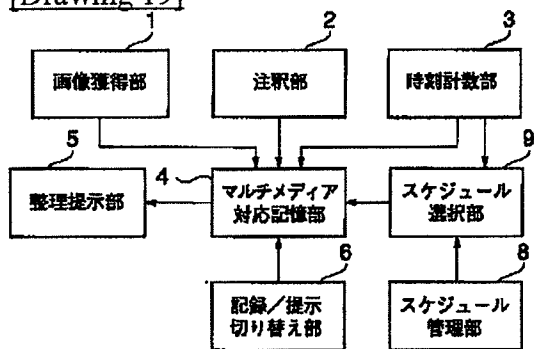 [Drawing 19]
1
2
3
画像獲得部
注釈部
時刻計数部
5
4
9
整理提示部
マルチメディア
対応記憶部
スケジュール
選択部
6
8
記録／提示
切り替え部
スケジュール
管理部